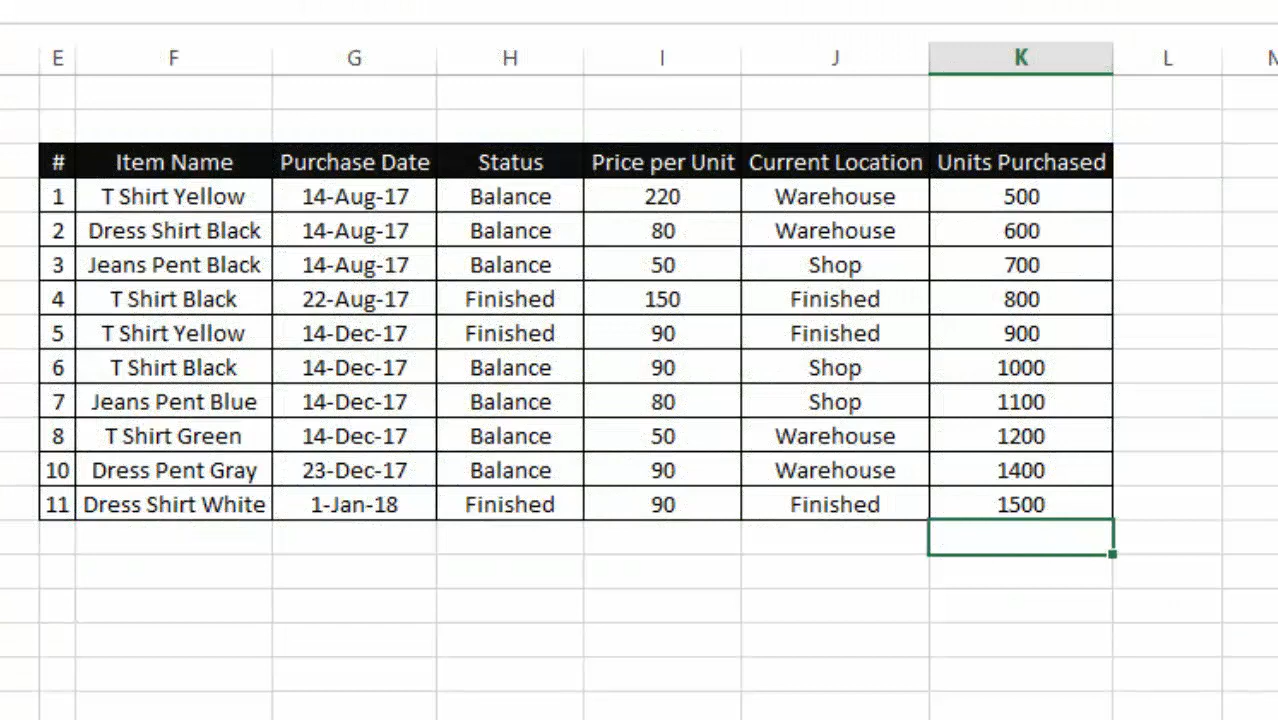 E F G H I J K L M
# Item Name Purchase Date Status Price per Unit Current Location Units Purchased
1 T Shirt Yellow 14-Aug-17 Balance 220 Warehouse 500
2 Dress Shirt Black 14-Aug-17 Balance 80 Warehouse 600
3 Jeans Pent Black 14-Aug-17 Balance 50 Shop 700
4 T Shirt Black 22-Aug-17 Finished 150 Finished 800
5 T Shirt Yellow 14-Dec-17 Finished 90 Finished 900
6 T Shirt Black 14-Dec-17 Balance 90 Shop 1000
7 Jeans Pent Blue 14-Dec-17 Balance 80 Shop 1100
8 T Shirt Green 14-Dec-17 Balance 50 Warehouse 1200
10 Dress Pent Gray 23-Dec-17 Balance 90 Warehouse 1400
11 Dress Shirt White 1-Jan-18 Finished 90 Finished 1500